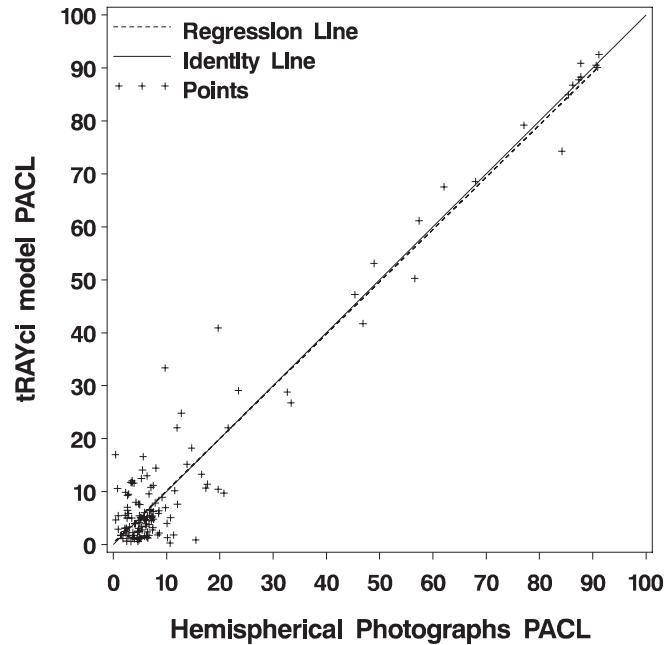 Regression Line
Identity Line
Points
100
90
80
70
60
50
40
30
20
10
0
tRAYci model PACL
0 10 20 30 40 50 60 70 80 90 100
Hemispherical Photographs PACL